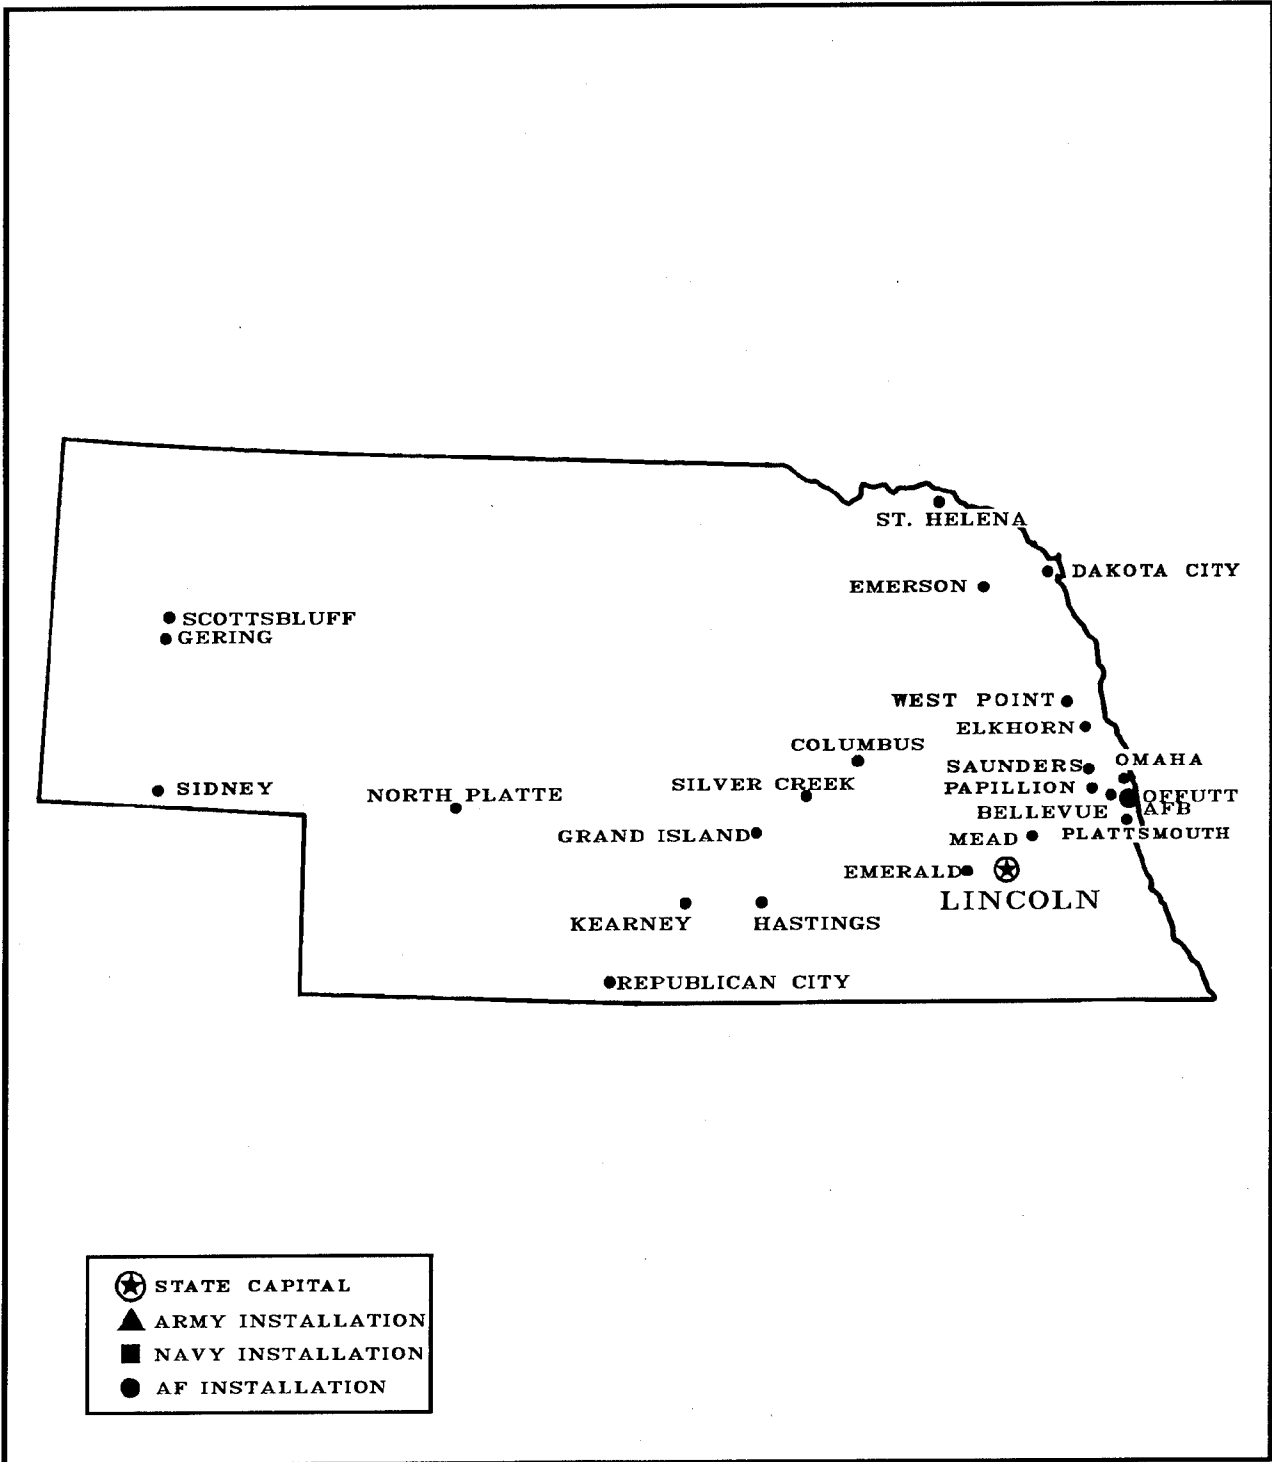 ST. HELENA
DAKOTA CITY
EMERSON
SCOTTSBLUFF
GERING
WEST POINT
ELKHORN
COLUMBUS
OMAHA
SAUNDERS
SILVER CREEK
PAPILLION
SIDNEY
NORTH PLATTE
OFFUTT
AFB
BELLEVUE
PLATTSMOUTH
GRAND ISLAND
MEAD
EMERALD
LINCOLN
KEARNEY
HASTINGS
REPUBLICAN CITY
STATE CAPITAL
ARMY INSTALLATION
NAVY INSTALLATION
AF INSTALLATION